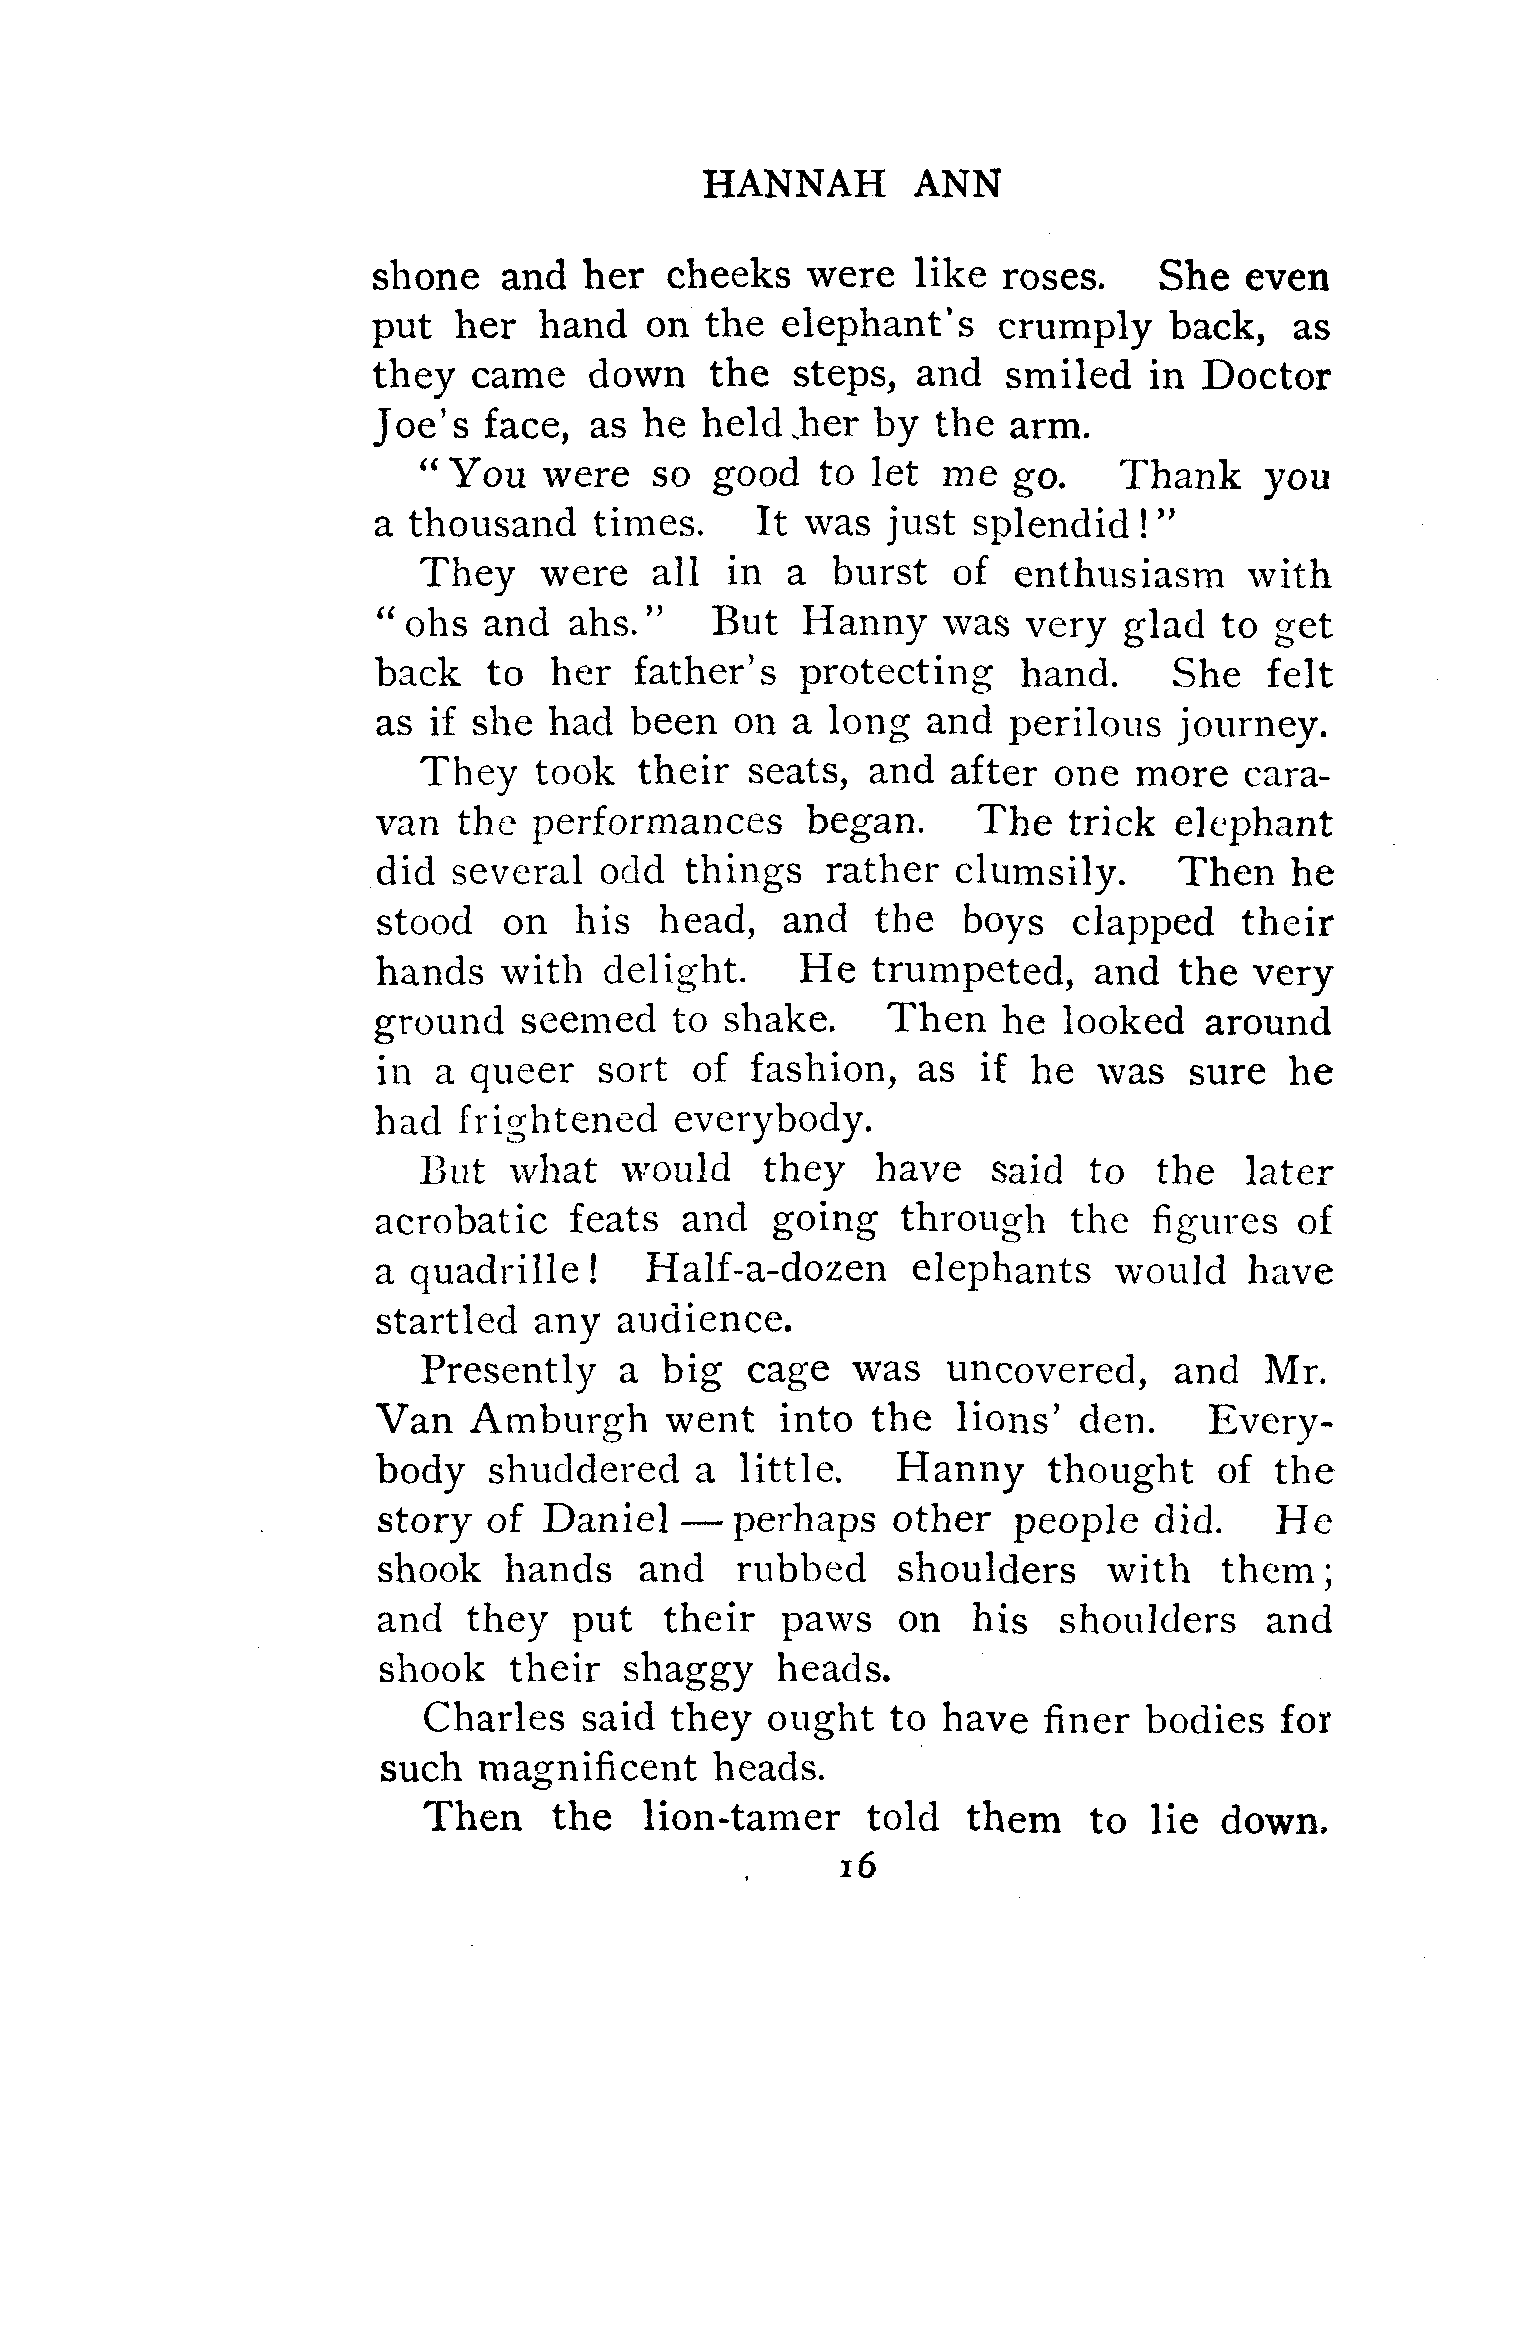 HANNAH ANN
shone and her cheeks were like roses. She even
put her hand on the elephant's crumply back, as
they came down the steps, and smiled in Doctor
Joe's face, as he held her by the arm.
"You were so good to let me go. Thank you
a thousand times. It was just splendid!"
They were all in a burst of enthusiasm with
"ohs and ahs." But Hanny was very glad to get
back to her father's protecting hand. She felt
as if she had been on a long and perilous journey.
They took their seats, and after one more cara-
van the performances began. The trick elephant
did several odd things rather clumsily. Then he
stood on his head, and the boys clapped their
hands with delight. He trumpeted, and the very
ground seemed to shake. Then he looked around
in a queer sort of fashion, as if he was sure he
had frightened everybody.
But what would they have said to the later
acrobatic feats and going through the figures of
a quadrille! Half-a-dozen elephants would have
startled any audience.
Presently a big cage was uncovered, and Mr.
Van Amburgh went into the lions' den. Every-
body shuddered a little. Hanny thought of the
story of Daniel — perhaps other people did. He
shook hands and rubbed shoulders with them;
and they put their paws on his shoulders and
shook their shaggy heads.
Charles said they ought to have finer bodies for
such magnificent heads.
Then the lion-tamer told them to lie down.
16